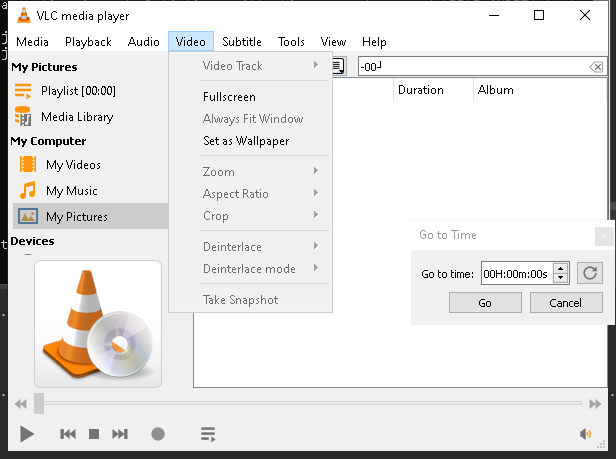 VLC media player
Media Playback Audio Video Subtitle Tools View Help
My Pictures
Playlist [00:00]
Media Library
My Computer
My Videos
My Music
My Pictures
Devices
Video Track
Fullscreen
Always Fit Window
Set as Wallpaper
Zoom
Aspect Ratio
Crop
Deinterlace
Deinterlace mode
Take Snapshot
-00┘
Duration Album
Go to Time
Go to time: 00H:00m:00s
Go Cancel